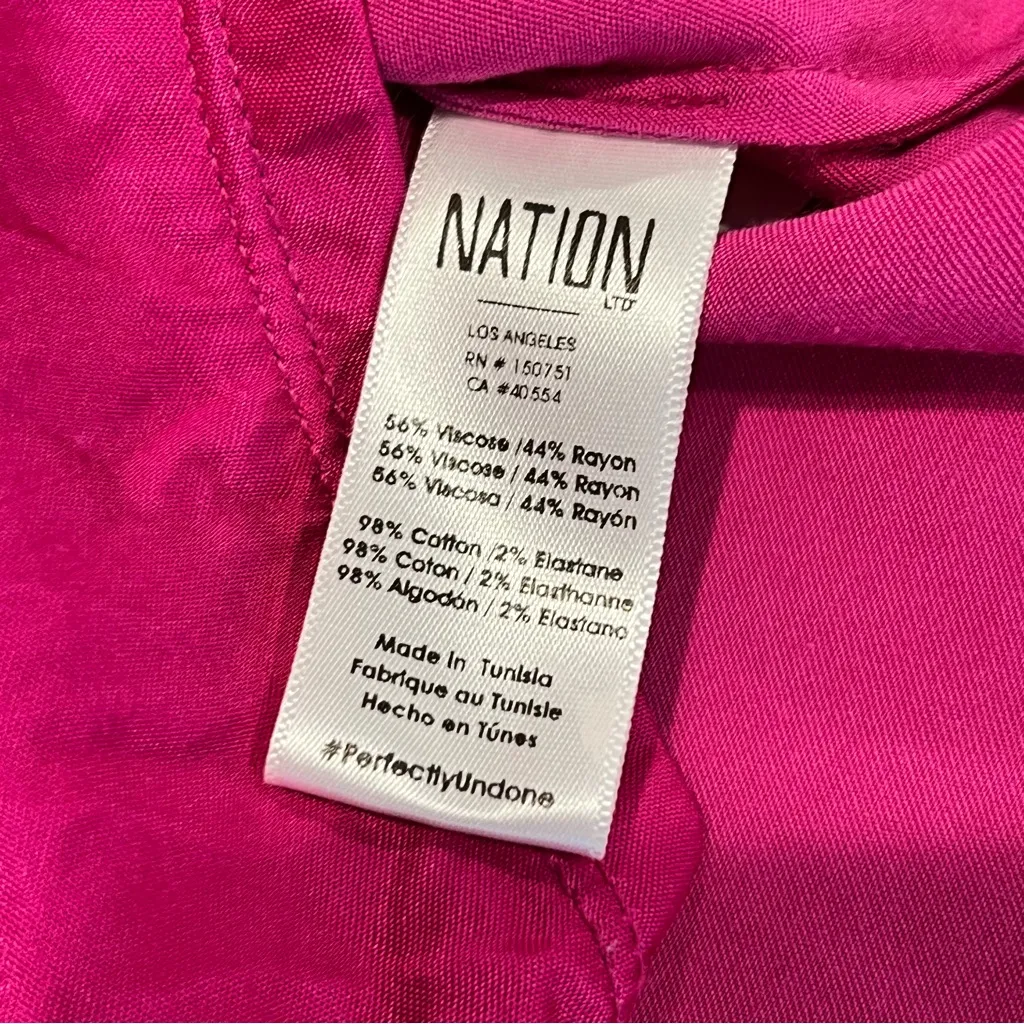 NATION
LTD
LOS ANGELES
RN # 150751
CA #40554
56% Viscose /44% Rayon
56% Viscose / 44% Rayon
56% Viscosa / 44% Rayón
98% Cotton /2% Elastane
98% Coton / 2% Elasthanne
98% Algodón / 2% Elastano
Made In Tunisia
Fabrique au Tunisie
Hecho en Túnes
#PerfectlyUndone